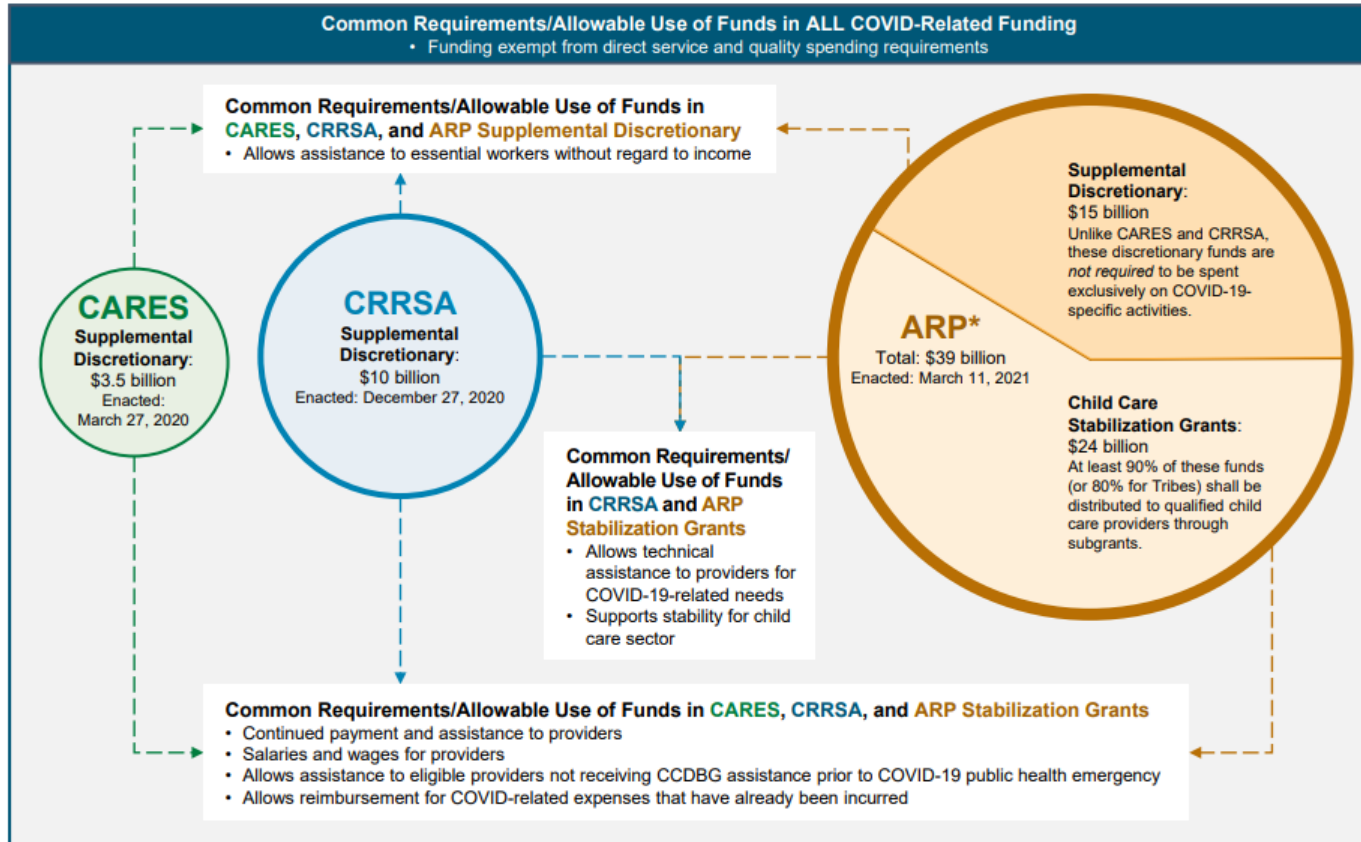 Common Requirements/Allowable Use of Funds in ALL COVID-Related Funding
• Funding exempt from direct service and quality spending requirements
Common Requirements/Allowable Use of Funds in
CARES, CRRSA, and ARP Supplemental Discretionary
• Allows assistance to essential workers without regard to income
CARES
Supplemental
Discretionary:
$3.5 billion
Enacted:
March 27, 2020
CRRSA
Supplemental
Discretionary:
$10 billion
Enacted: December 27, 2020
ARP*
Total: $39 billion
Enacted: March 11, 2021
Supplemental
Discretionary:
$15 billion
Unlike CARES and CRRSA,
these discretionary funds are
not required to be spent
exclusively on COVID-19-
specific activities.
Child Care
Stabilization Grants:
$24 billion
At least 90% of these funds
(or 80% for Tribes) shall be
distributed to qualified child
care providers through
subgrants.
Common Requirements/
Allowable Use of Funds
in CRRSA and ARP
Stabilization Grants
• Allows technical
assistance to providers for
COVID-19-related needs
• Supports stability for child
care sector
Common Requirements/Allowable Use of Funds in CARES, CRRSA, and ARP Stabilization Grants
• Continued payment and assistance to providers
• Salaries and wages for providers
• Allows assistance to eligible providers not receiving CCDBG assistance prior to COVID-19 public health emergency
• Allows reimbursement for COVID-related expenses that have already been incurred